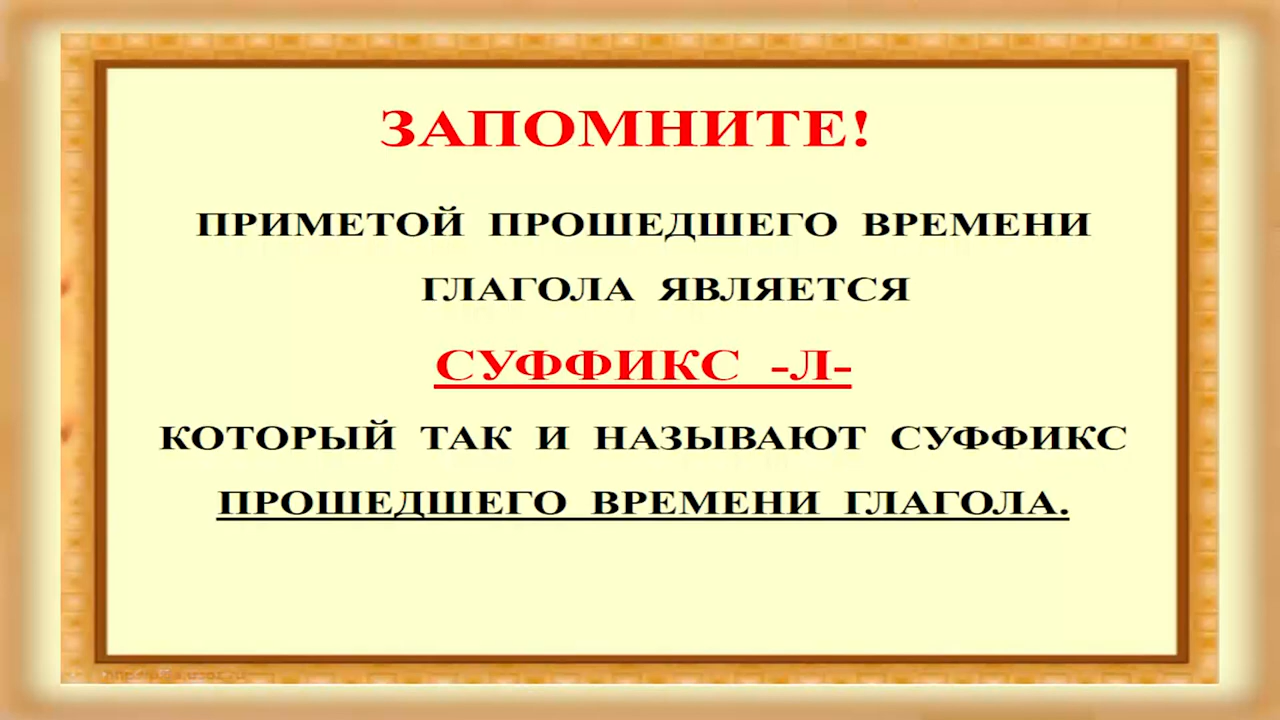 ЗАПОМНИТЕ!
ПРИМЕТОЙ ПРОШЕДШЕГО ВРЕМЕНИ
ГЛАГОЛА ЯВЛЯЕТСЯ
СУФФИКС -Л-
КОТОРЫЙ ТАК И НАЗЫВАЮТ СУФФИКС
ПРОШЕДШЕГО ВРЕМЕНИ ГЛАГОЛА.